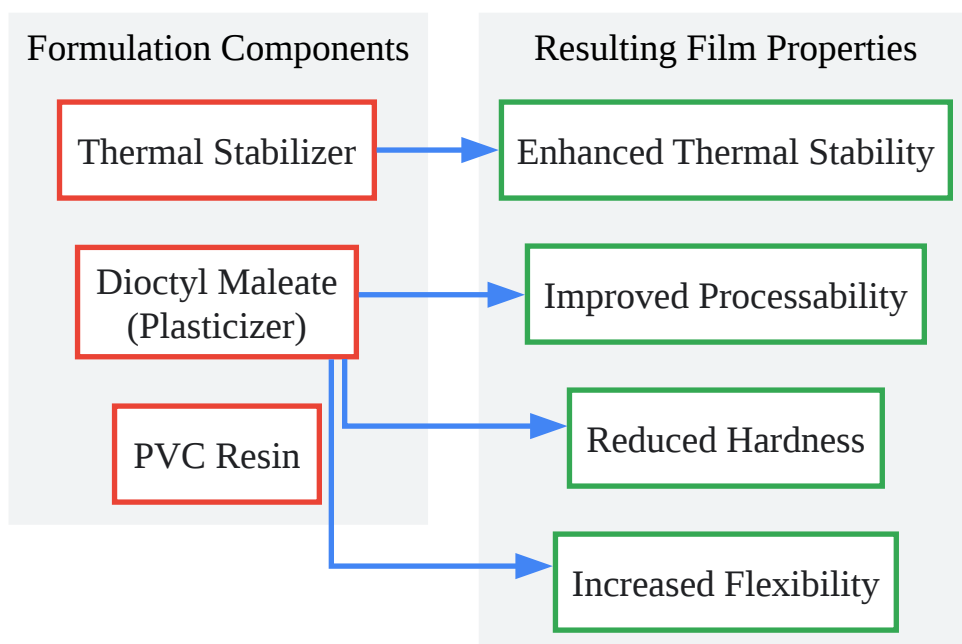 Formulation Components
Thermal Stabilizer
Dioctyl Maleate
(Plasticizer)
PVC Resin
Resulting Film Properties
Enhanced Thermal Stability
Improved Processability
Reduced Hardness
Increased Flexibility